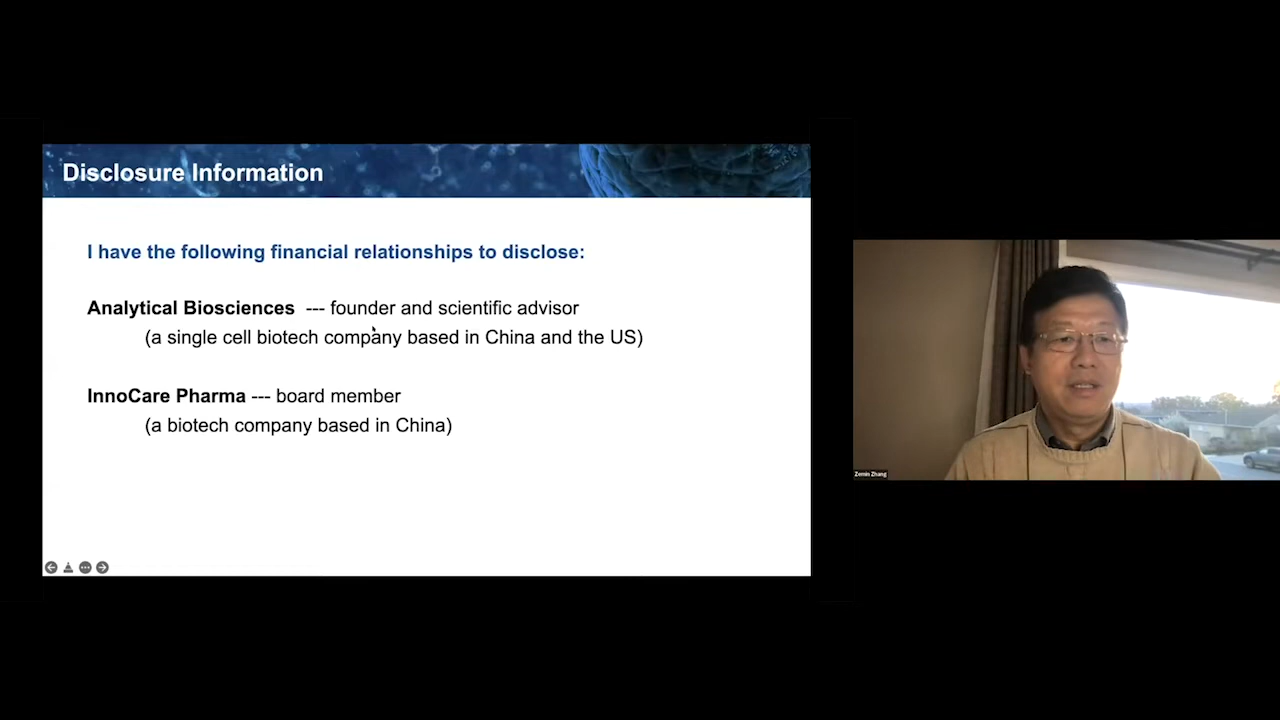 Disclosure Information
I have the following financial relationships to disclose:
Analytical Biosciences --- founder and scientific advisor
(a single cell biotech company based in China and the US)
InnoCare Pharma --- board member
(a biotech company based in China)
Zemin Zhang